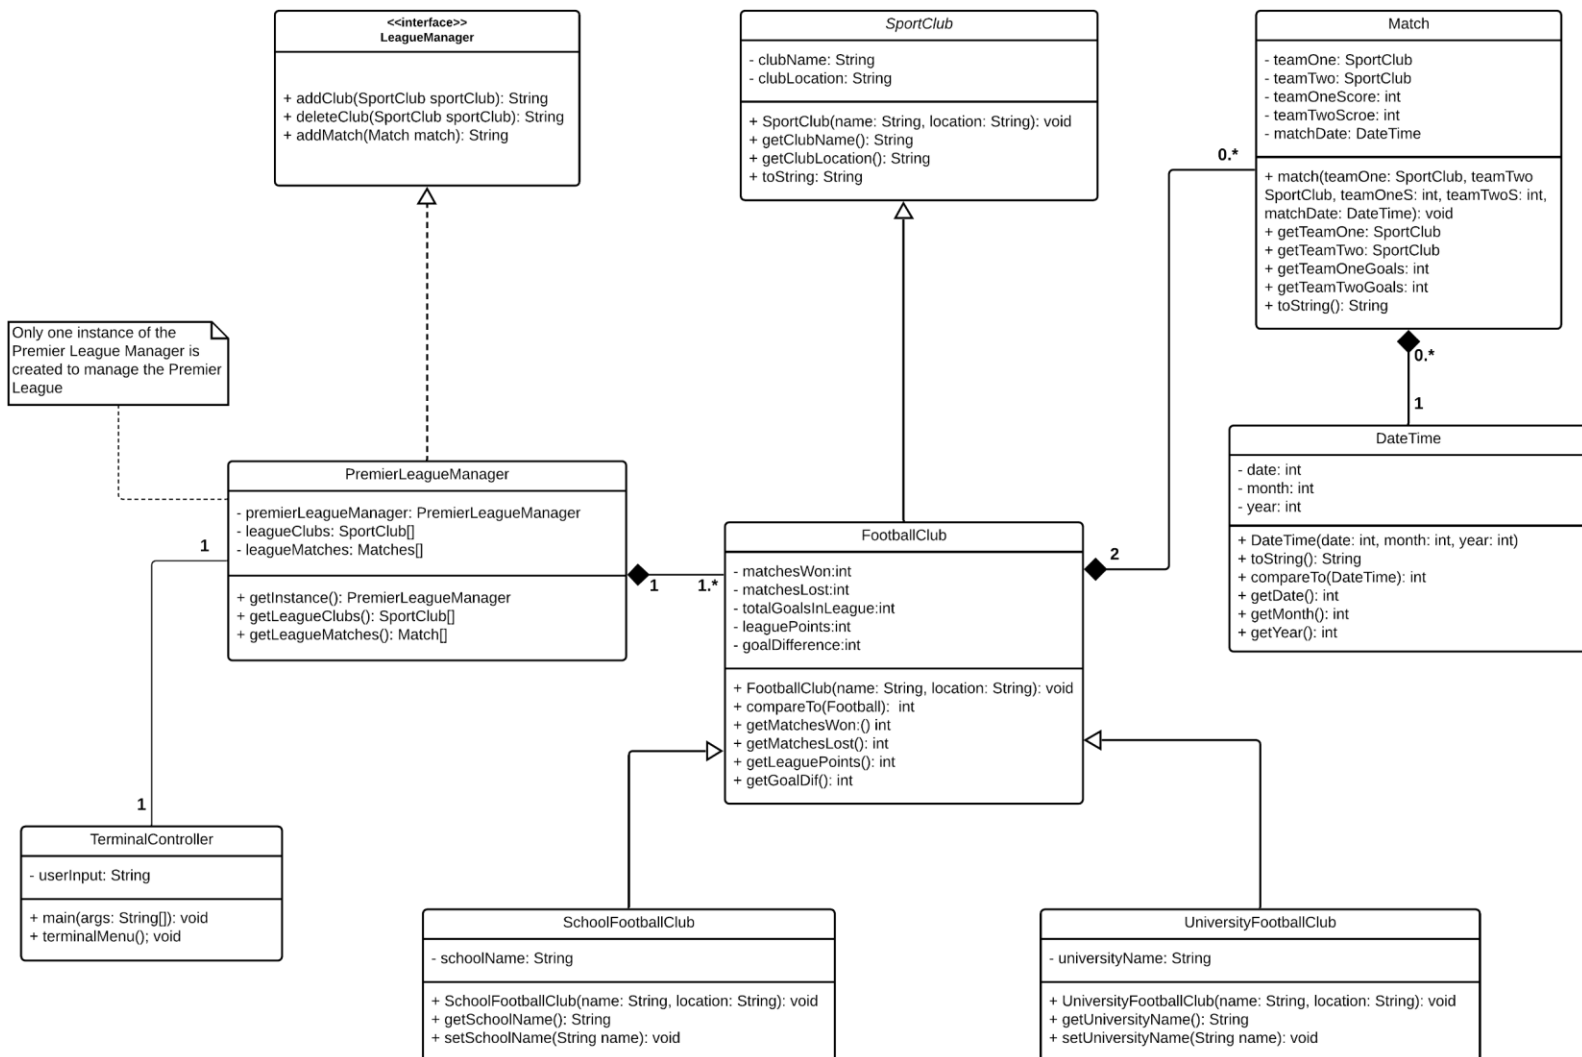 <<interface>>
LeagueManager
+ addClub(SportClub sportClub): String
+ deleteClub(SportClub sportClub): String
+ addMatch(Match match): String
SportClub
- clubName: String
- clubLocation: String
+ SportClub(name: String, location: String): void
+ getClubName(): String
+ getClubLocation(): String
+ toString: String
Match
- teamOne: SportClub
- teamTwo: SportClub
- teamOneScore: int
- teamTwoScroe: int
- matchDate: DateTime
+ match(teamOne: SportClub, teamTwo
SportClub, teamOneS: int, teamTwoS: int,
matchDate: DateTime): void
+ getTeamOne: SportClub
+ getTeamTwo: SportClub
+ getTeamOneGoals: int
+ getTeamTwoGoals: int
+ toString(): String
0.*
0.*
1
Only one instance of the
Premier League Manager is
created to manage the Premier
League
PremierLeagueManager
- premierLeagueManager: PremierLeagueManager
- leagueClubs: SportClub[]
- leagueMatches: Matches[]
+ getInstance(): PremierLeagueManager
+ getLeagueClubs(): SportClub[]
+ getLeagueMatches(): Match[]
1
1
1.*
FootballClub
- matchesWon:int
- matchesLost:int
- totalGoalsInLeague:int
- leaguePoints:int
- goalDifference:int
+ FootballClub(name: String, location: String): void
+ compareTo(Football):  int
+ getMatchesWon:() int
+ getMatchesLost(): int
+ getLeaguePoints(): int
+ getGoalDif(): int
2
DateTime
- date: int
- month: int
- year: int
+ DateTime(date: int, month: int, year: int)
+ toString(): String
+ compareTo(DateTime): int
+ getDate(): int
+ getMonth(): int
+ getYear(): int
1
TerminalController
- userInput: String
+ main(args: String[]): void
+ terminalMenu(); void
SchoolFootballClub
- schoolName: String
+ SchoolFootballClub(name: String, location: String): void
+ getSchoolName(): String
+ setSchoolName(String name): void
UniversityFootballClub
- universityName: String
+ UniversityFootballClub(name: String, location: String): void
+ getUniversityName(): String
+ setUniversityName(String name): void